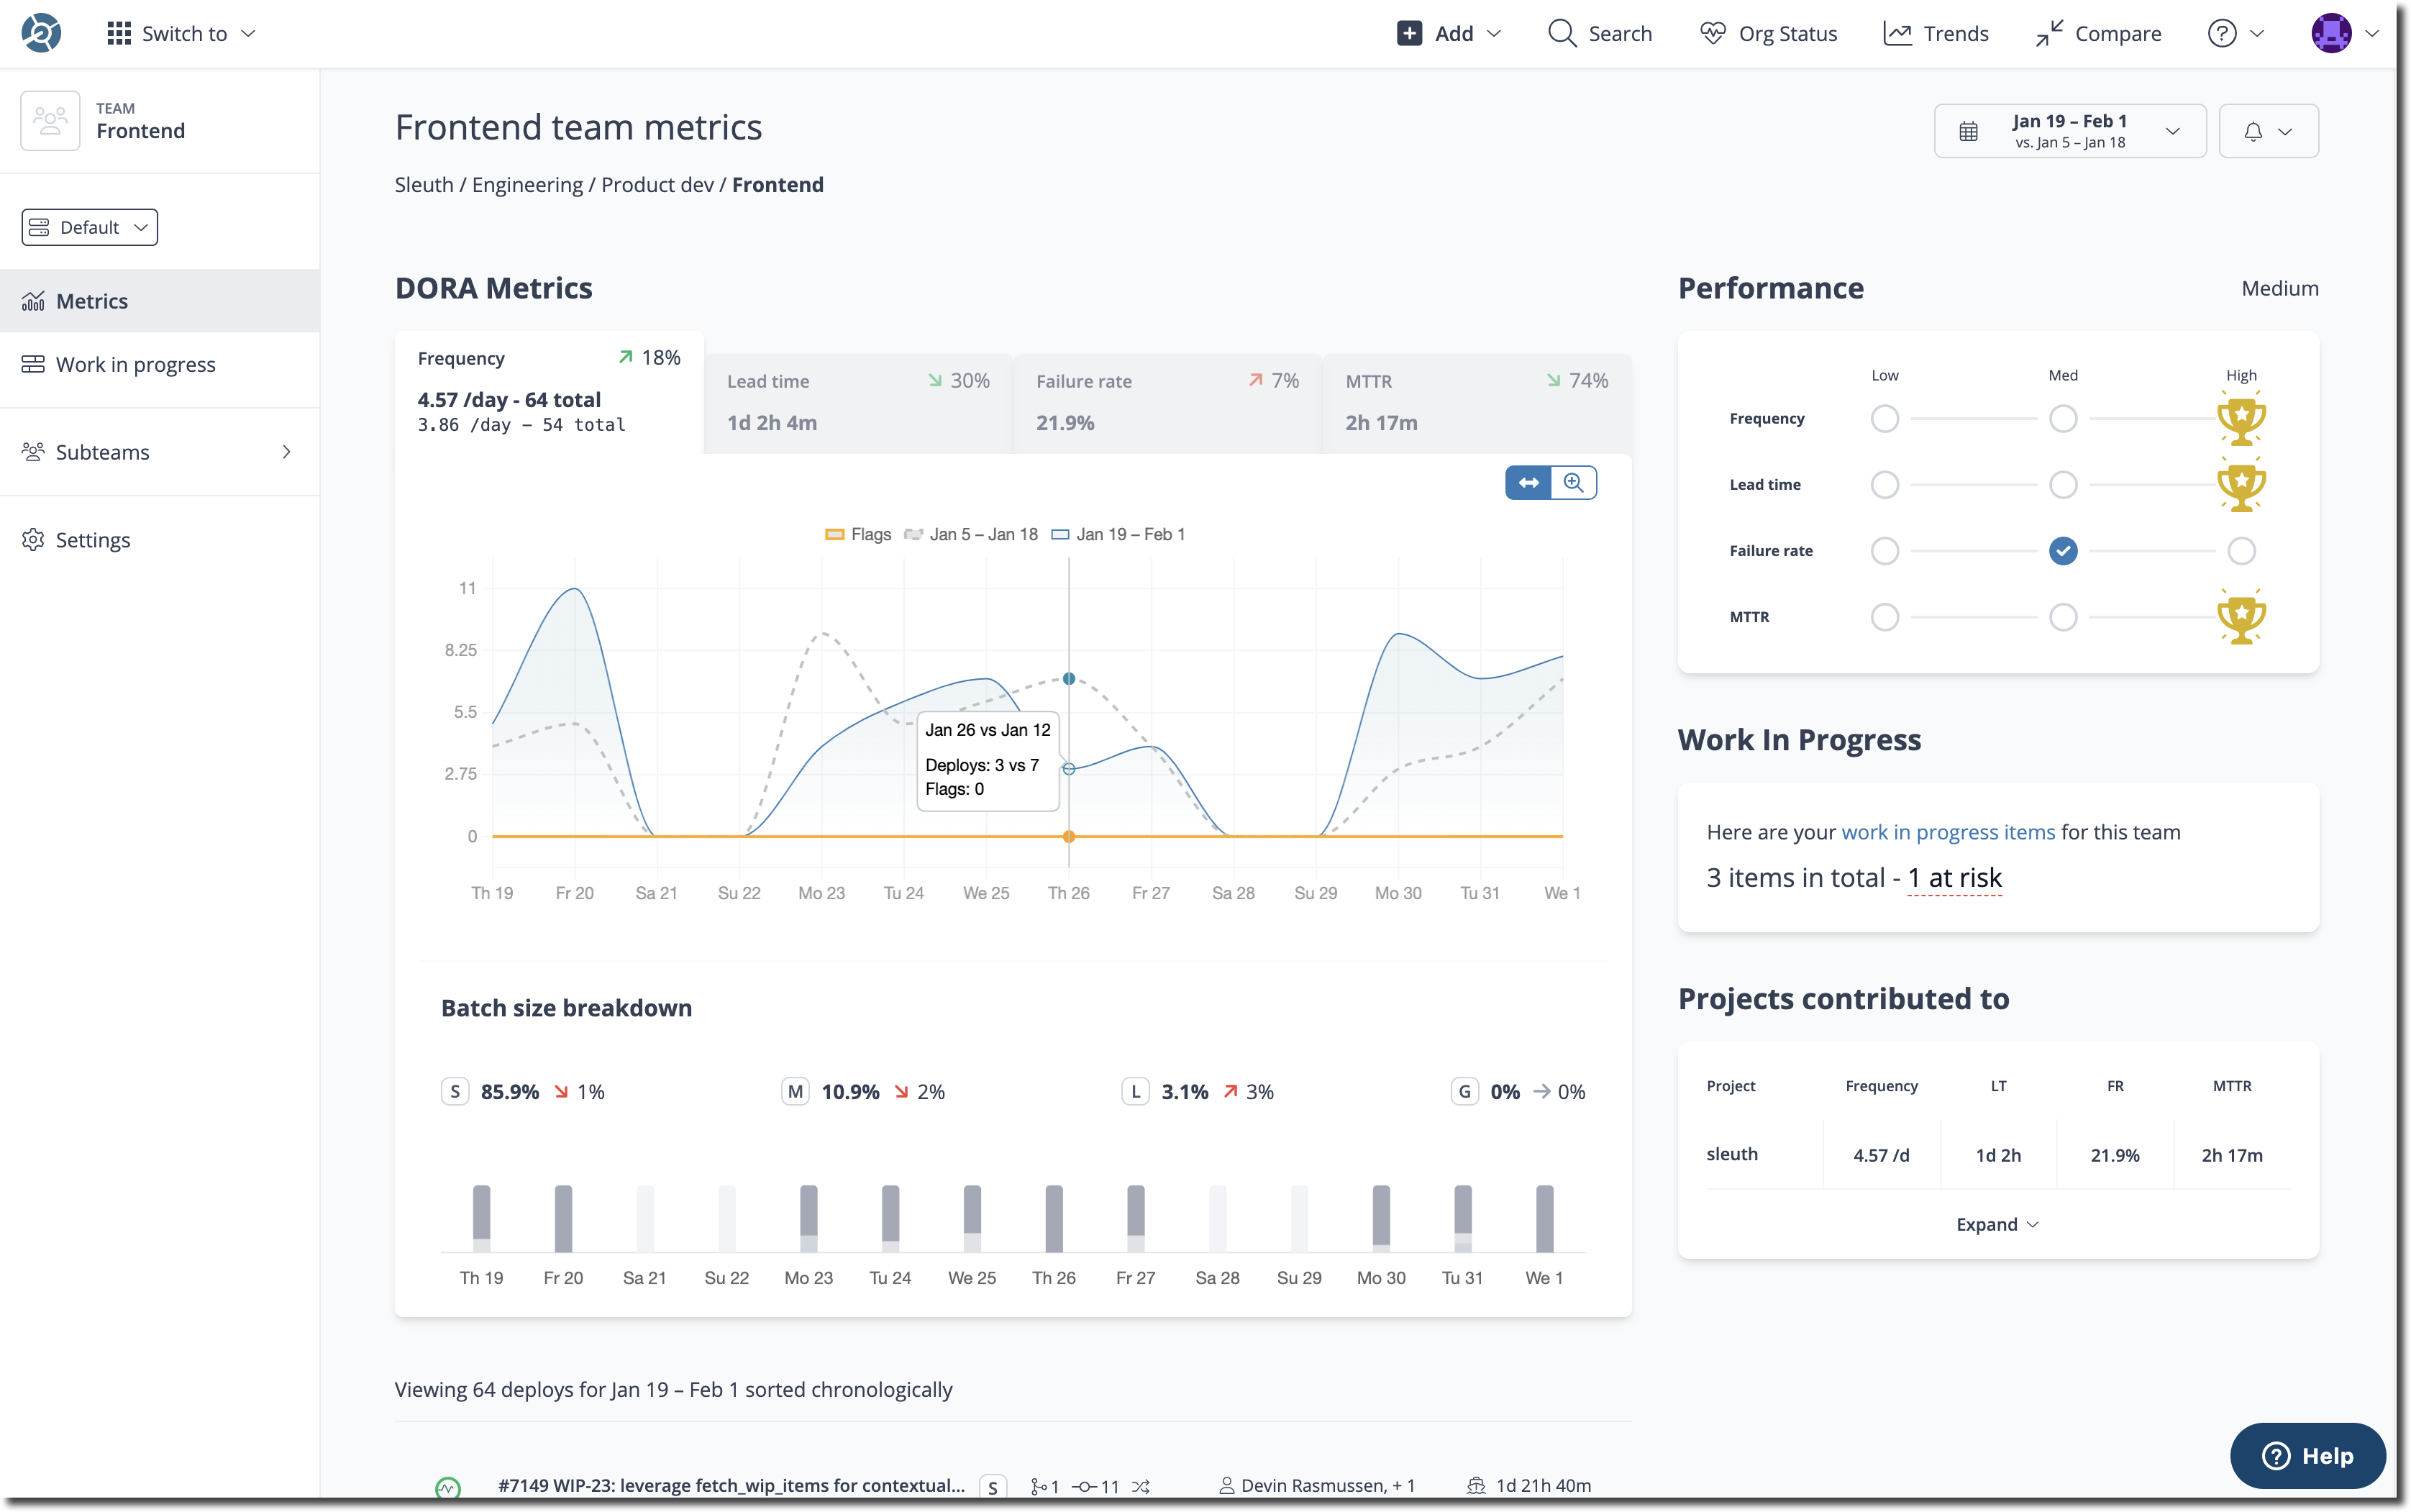 Switch to
Add
Search
Org Status
Trends
Compare
TEAM
Frontend
Default
Metrics
Work in progress
Subteams
Settings
Frontend team metrics
Sleuth / Engineering / Product dev / Frontend
Jan 19 – Feb 1
vs. Jan 5 – Jan 18
DORA Metrics
Frequency 18%
4.57 /day - 64 total
3.86 /day – 54 total
Lead time 30%
1d 2h 4m
Failure rate 7%
21.9%
MTTR 74%
2h 17m
Flags Jan 5 – Jan 18 Jan 19 – Feb 1
11
8.25
5.5
2.75
0
Jan 26 vs Jan 12
Deploys: 3 vs 7
Flags: 0
Th 19 Fr 20 Sa 21 Su 22 Mo 23 Tu 24 We 25 Th 26 Fr 27 Sa 28 Su 29 Mo 30 Tu 31 We 1
Batch size breakdown
S 85.9% 1% M 10.9% 2% L 3.1% 3% G 0% 0%
Th 19 Fr 20 Sa 21 Su 22 Mo 23 Tu 24 We 25 Th 26 Fr 27 Sa 28 Su 29 Mo 30 Tu 31 We 1
Viewing 64 deploys for Jan 19 – Feb 1 sorted chronologically
#7149 WIP-23: leverage fetch_wip_items for contextual... S 1 11 Devin Rasmussen, + 1 1d 21h 40m
Performance Medium
Low Med High
Frequency
Lead time
Failure rate
MTTR
Work In Progress
Here are your work in progress items for this team
3 items in total - 1 at risk
Projects contributed to
Project Frequency LT FR MTTR
sleuth 4.57 /d 1d 2h 21.9% 2h 17m
Expand
? Help